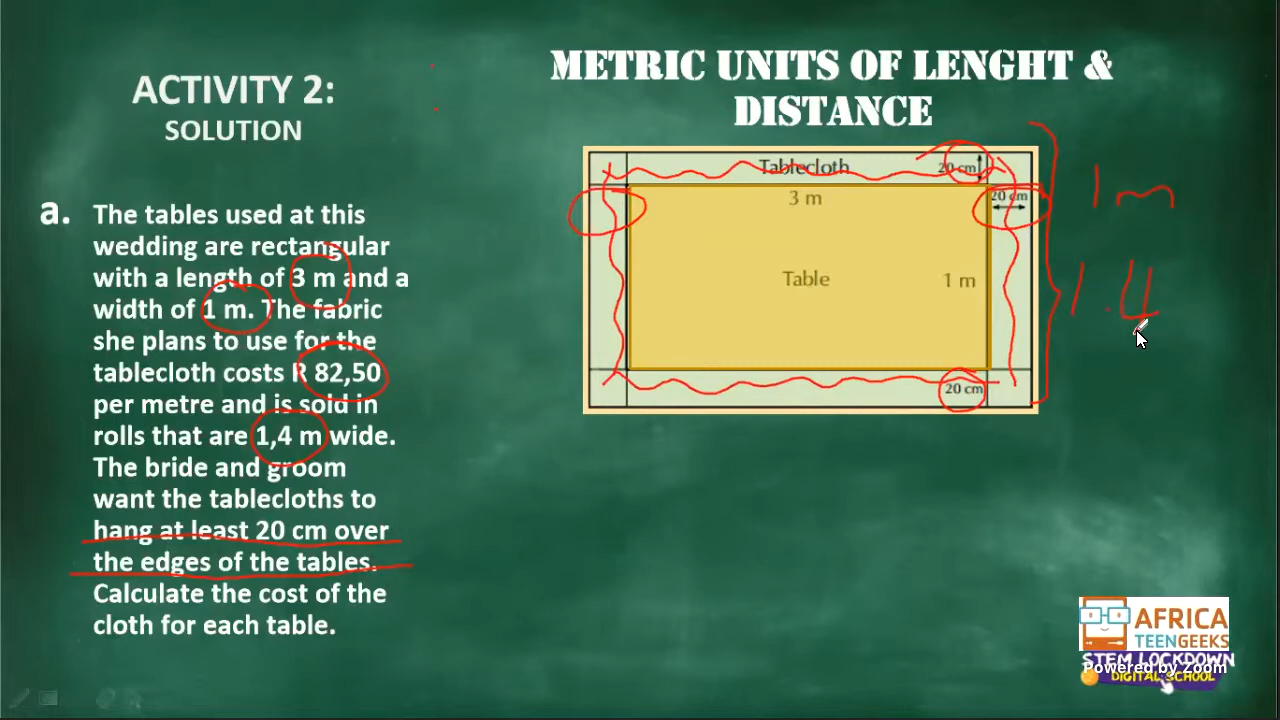 METRIC UNITS OF LENGHT &
DISTANCE
ACTIVITY 2:
SOLUTION
a. The tables used at this
wedding are rectangular
with a length of 3 m and a
width of 1 m. The fabric
she plans to use for the
tablecloth costs R 82,50
per metre and is sold in
rolls that are 1,4 m wide.
The bride and groom
want the tablecloths to
hang at least 20 cm over
the edges of the tables.
Calculate the cost of the
cloth for each table.
Tablecloth
20 cm
3 m
20 cm
Table
1 m
20 cm
1 m
1.4
AFRICA
TEENGEEKS
STEM LOCKDOWN
Powered by Zoom
DIGITAL SCHOOL